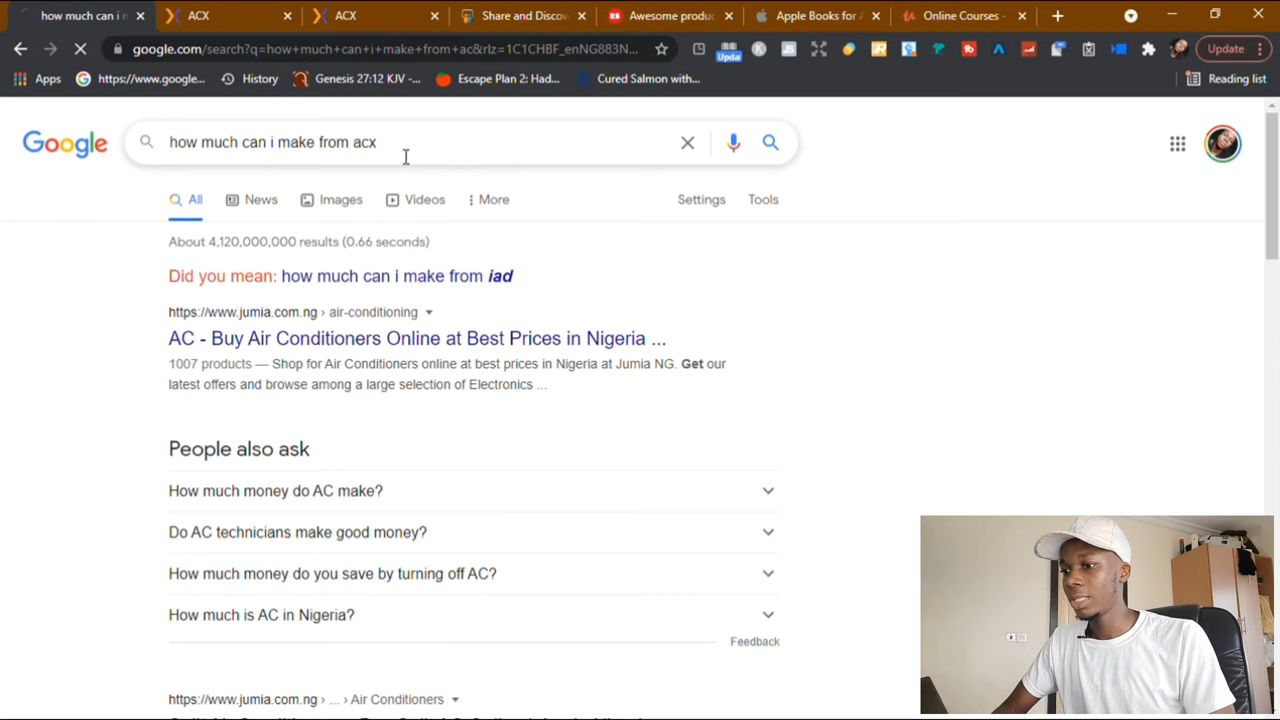 how much can i n
ACX
ACX
Share and Discov
Awesome produc
Apple Books for A
Online Courses -
google.com/search?q=how+much+can+i+make+from+ac&rlz=1C1CHBF_enNG883N...
Upda
Update
Apps
https://www.google...
History
Genesis 27:12 KJV -...
Escape Plan 2: Had...
Cured Salmon with...
Reading list
Google
how much can i make from acx
All
News
Images
Videos
More
Settings
Tools
About 4,120,000,000 results (0.66 seconds)
Did you mean: how much can i make from iad
https://www.jumia.com.ng › air-conditioning
AC - Buy Air Conditioners Online at Best Prices in Nigeria ...
1007 products — Shop for Air Conditioners online at best prices in Nigeria at Jumia NG. Get our
latest offers and browse among a large selection of Electronics ...
People also ask
How much money do AC make?
Do AC technicians make good money?
How much money do you save by turning off AC?
How much is AC in Nigeria?
Feedback
https://www.jumia.com.ng › ... › Air Conditioners